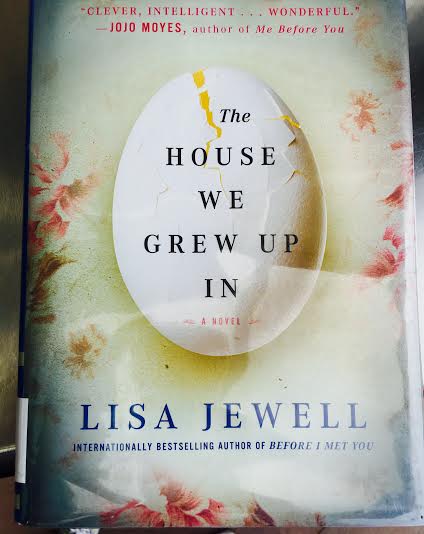 "CLEVER, INTELLIGENT . . . WONDERFUL."
—JOJO MOYES, author of Me Before You
The
HOUSE
WE
GREW UP
IN
A NOVEL
LISA JEWELL
INTERNATIONALLY BESTSELLING AUTHOR OF BEFORE I MET YOU